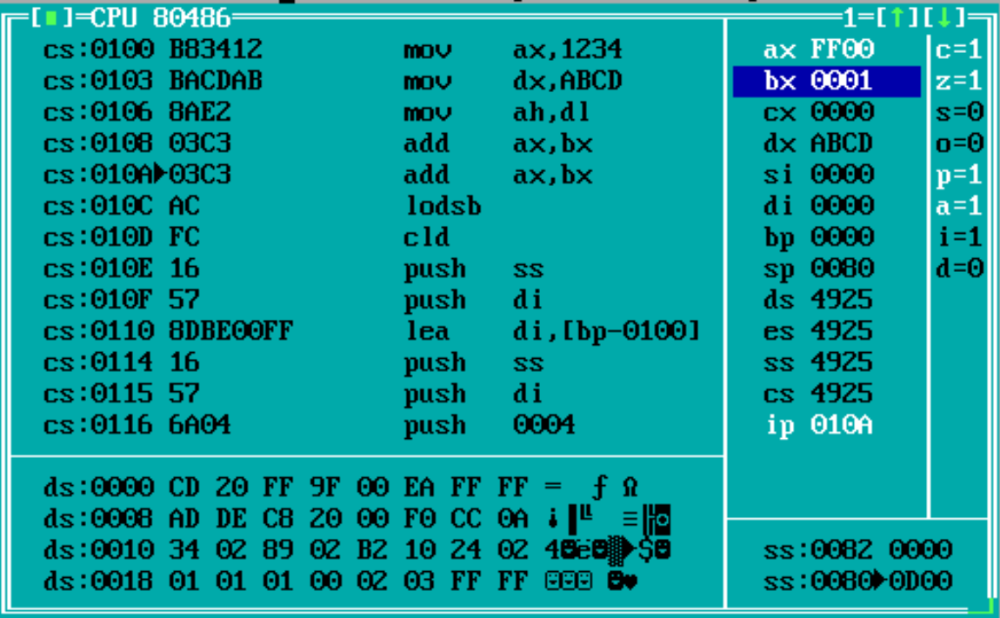 [■]=CPU 80486 1=[↑][↓]
cs:0100 B83412 mov ax,1234 ax FF00 c=1
cs:0103 BACDAB mov dx,ABCD bx 0001 z=1
cs:0106 8AE2 mov ah,dl cx 0000 s=0
cs:0108 03C3 add ax,bx dx ABCD o=0
cs:010A►03C3 add ax,bx si 0000 p=1
cs:010C AC lodsb di 0000 a=1
cs:010D FC cld bp 0000 i=1
cs:010E 16 push ss sp 0080 d=0
cs:010F 57 push di ds 4925
cs:0110 8DBE00FF lea di,[bp-0100] es 4925
cs:0114 16 push ss ss 4925
cs:0115 57 push di cs 4925
cs:0116 6A04 push 0004 ip 010A
ds:0000 CD 20 FF 9F 00 EA FF FF = ƒ Ω
ds:0008 AD DE C8 20 00 F0 CC 0A ¡▐╚ ≡╠◙
ds:0010 34 02 89 02 B2 10 24 02 4☻ë☻▓►$☻ ss:0082 0000
ds:0018 01 01 01 00 02 03 FF FF ☺☺☺ ☻♥ ss:0080►0D00